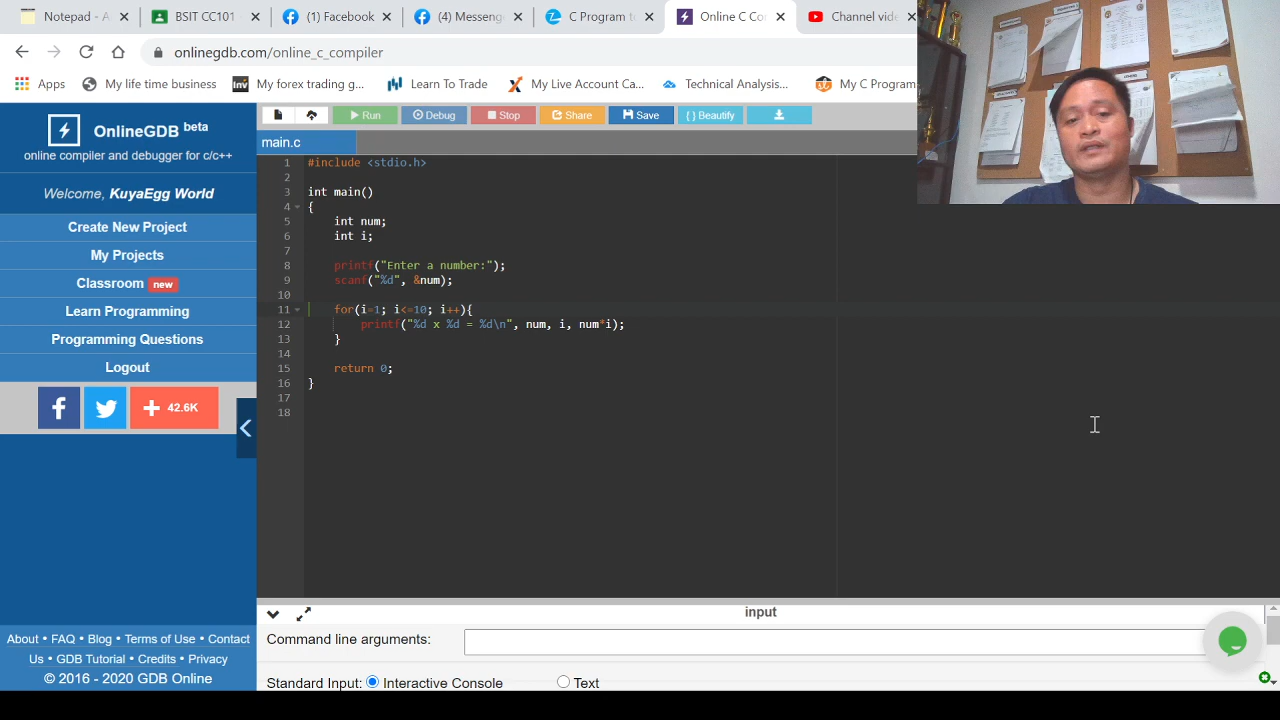 Notepad - A
BSIT CC101
(1) Facebook
(4) Messeng
C Program to
Online C Co
Channel vide
onlinegdb.com/online_c_compiler
Apps
My life time business
My forex trading g...
Learn To Trade
My Live Account Ca...
Technical Analysis...
My C Program
OnlineGDB beta
online compiler and debugger for c/c++
Welcome, KuyaEgg World
Create New Project
My Projects
Classroom new
Learn Programming
Programming Questions
Logout
42.6K
About • FAQ • Blog • Terms of Use • Contact
Us • GDB Tutorial • Credits • Privacy
© 2016 - 2020 GDB Online
Run
Debug
Stop
Share
Save
{ } Beautify
main.c
1 #include <stdio.h>
2
3 int main()
4 {
5 int num;
6 int i;
7
8 printf("Enter a number:");
9 scanf("%d", &num);
10
11 for(i=1; i<=10; i++){
12 printf("%d x %d = %d\n", num, i, num*i);
13 }
14
15 return 0;
16 }
17
18
input
Command line arguments:
Standard Input: Interactive Console Text